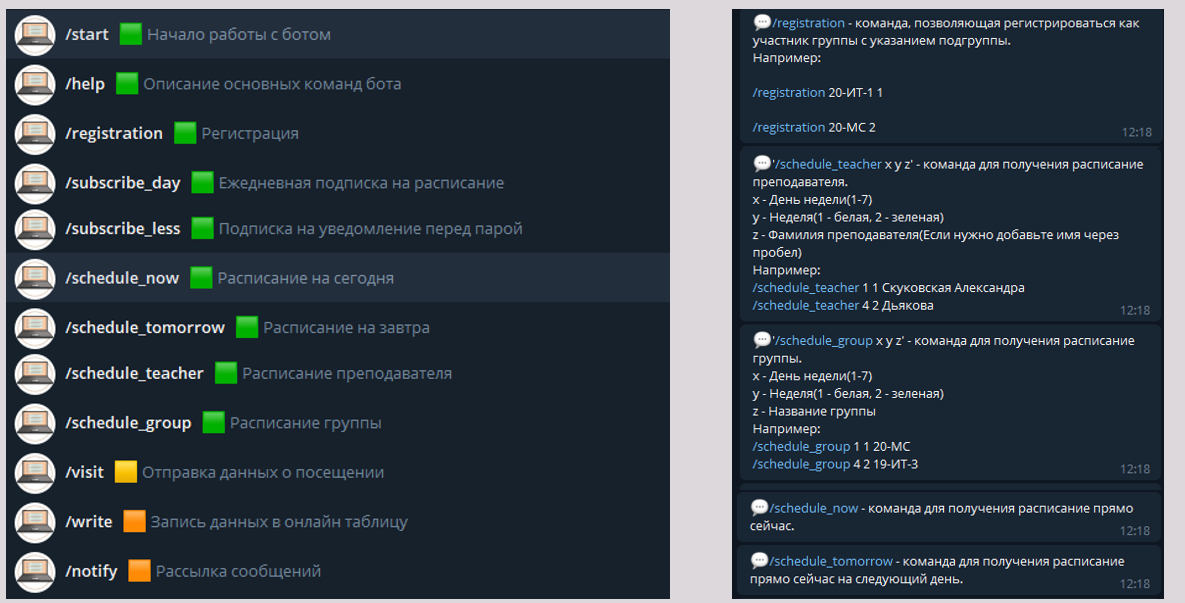 /start 🟩 Начало работы с ботом
/help 🟩 Описание основных команд бота
/registration 🟩 Регистрация
/subscribe_day 🟩 Ежедневная подписка на расписание
/subscribe_less 🟩 Подписка на уведомление перед парой
/schedule_now 🟩 Расписание на сегодня
/schedule_tomorrow 🟩 Расписание на завтра
/schedule_teacher 🟩 Расписание преподавателя
/schedule_group 🟩 Расписание группы
/visit 🟨 Отправка данных о посещении
/write 🟧 Запись данных в онлайн таблицу
/notify 🟧 Рассылка сообщений
💬/registration - команда, позволяющая регистрироваться как
участник группы с указанием подгруппы.
Например:
/registration 20-ИТ-1 1
/registration 20-МС 2
12:18
💬'/schedule_teacher x y z' - команда для получения расписание
преподавателя.
x - День недели(1-7)
y - Неделя(1 - белая, 2 - зеленая)
z - Фамилия преподавателя(Если нужно добавьте имя через
пробел)
Например:
/schedule_teacher 1 1 Скуковская Александра
/schedule_teacher 4 2 Дьякова
12:18
💬'/schedule_group x y z' - команда для получения расписание
группы.
x - День недели(1-7)
y - Неделя(1 - белая, 2 - зеленая)
z - Название группы
Например:
/schedule_group 1 1 20-МС
/schedule_group 4 2 19-ИТ-3
12:18
💬/schedule_now - команда для получения расписание прямо
сейчас.
12:18
💬/schedule_tomorrow - команда для получения расписание
прямо сейчас на следующий день.
12:18